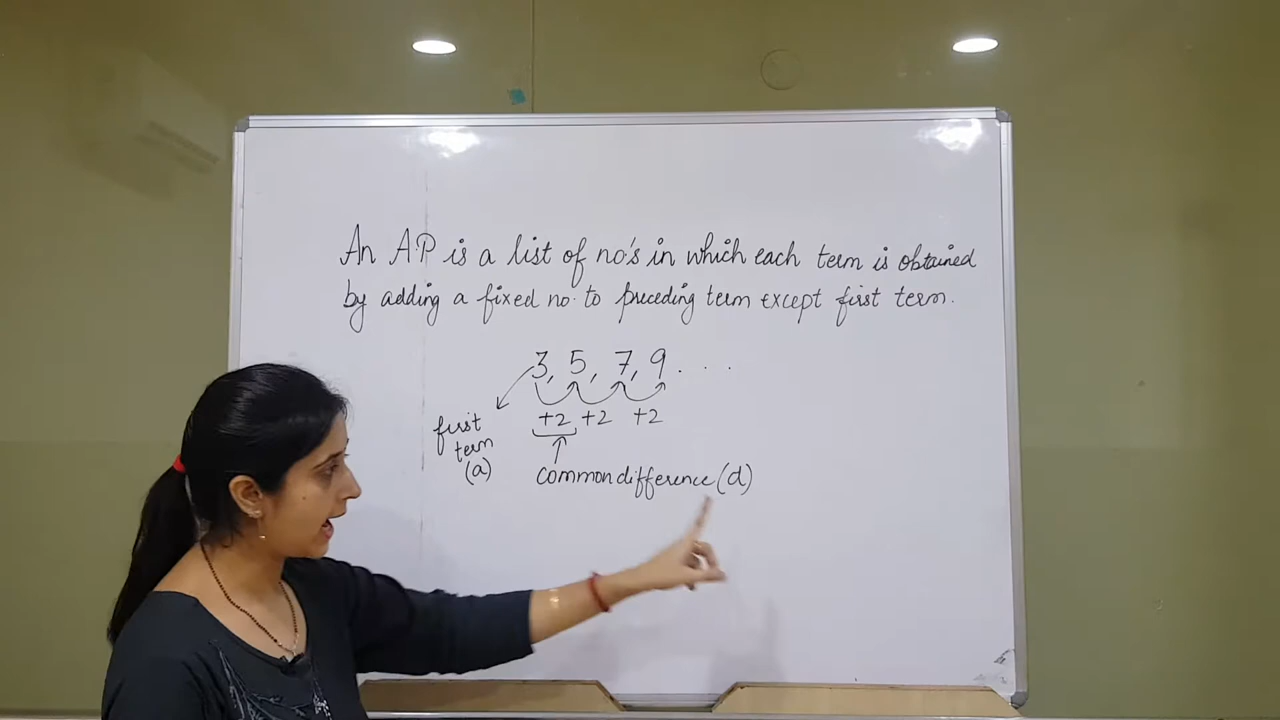 An A.P is a list of no's in which each term is obtained
by adding a fixed no. to preceding term except first term.
3, 5, 7, 9 . . .
+2 +2 +2
first
term
(a)
common difference (d)